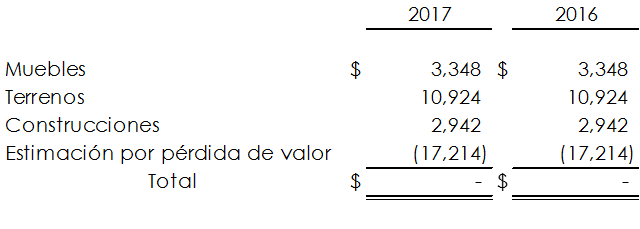 2017 2016
Muebles $ 3,348 $ 3,348
Terrenos 10,924 10,924
Construcciones 2,942 2,942
Estimación por pérdida de valor (17,214) (17,214)
Total $ - $ -